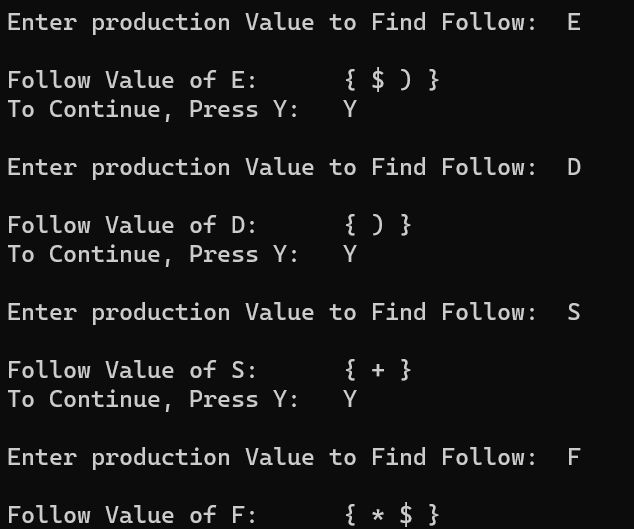 Enter production Value to Find Follow:  E
Follow Value of E:      { $ ) }
To Continue, Press Y:   Y
Enter production Value to Find Follow:  D
Follow Value of D:      { ) }
To Continue, Press Y:   Y
Enter production Value to Find Follow:  S
Follow Value of S:      { + }
To Continue, Press Y:   Y
Enter production Value to Find Follow:  F
Follow Value of F:      { * $ }